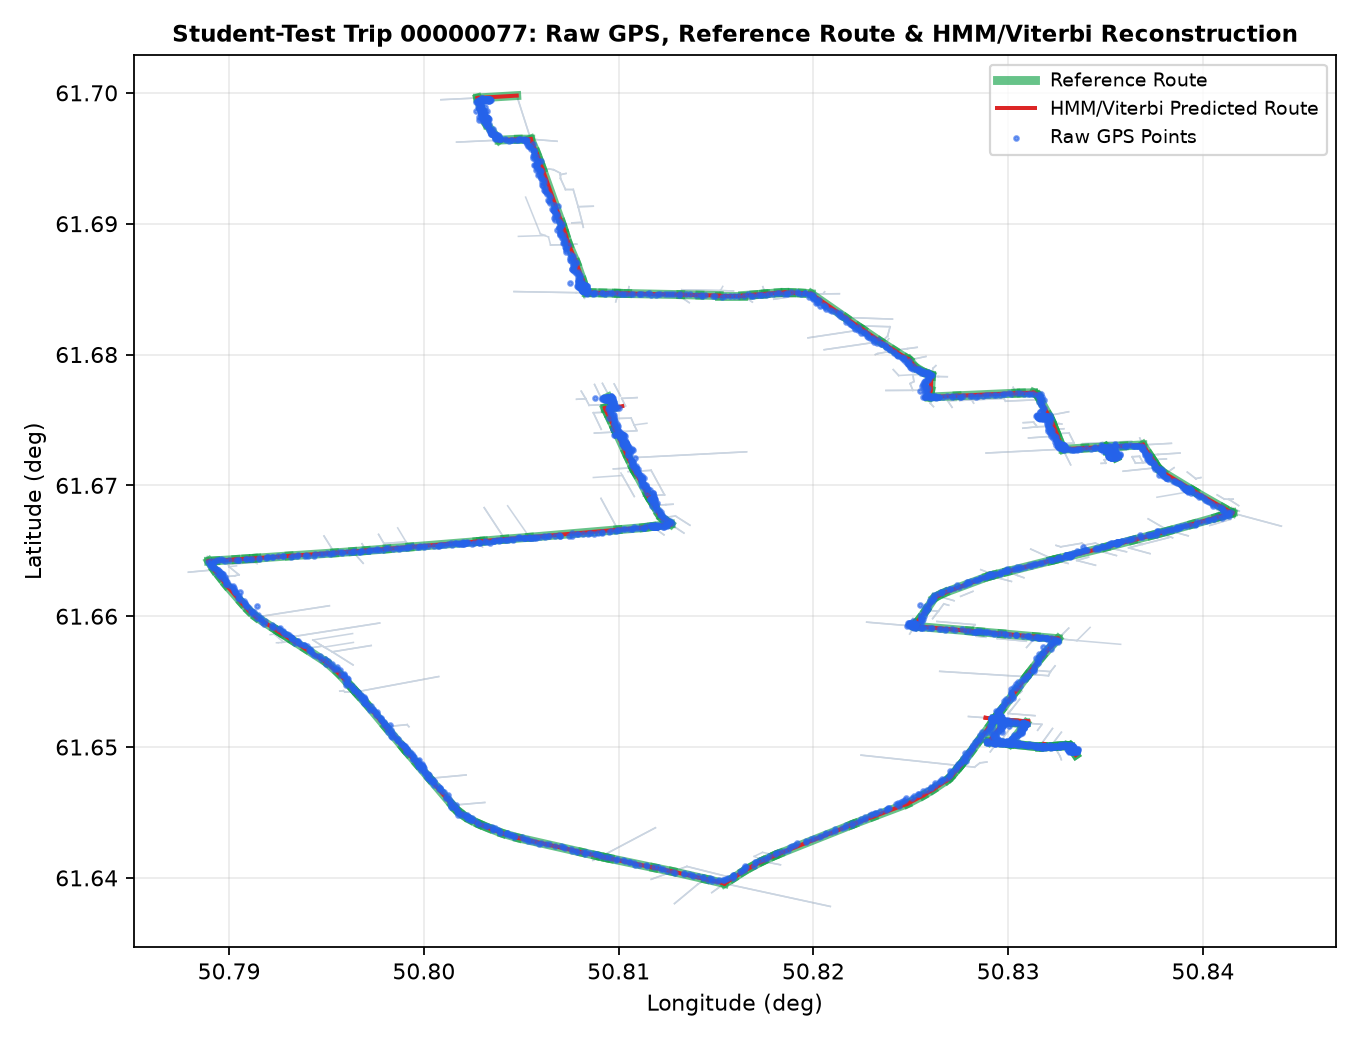 Student-Test Trip 00000077: Raw GPS, Reference Route & HMM/Viterbi Reconstruction
Reference Route
HMM/Viterbi Predicted Route
Raw GPS Points
Latitude (deg)
61.70
61.69
61.68
61.67
61.66
61.65
61.64
50.79 50.80 50.81 50.82 50.83 50.84
Longitude (deg)